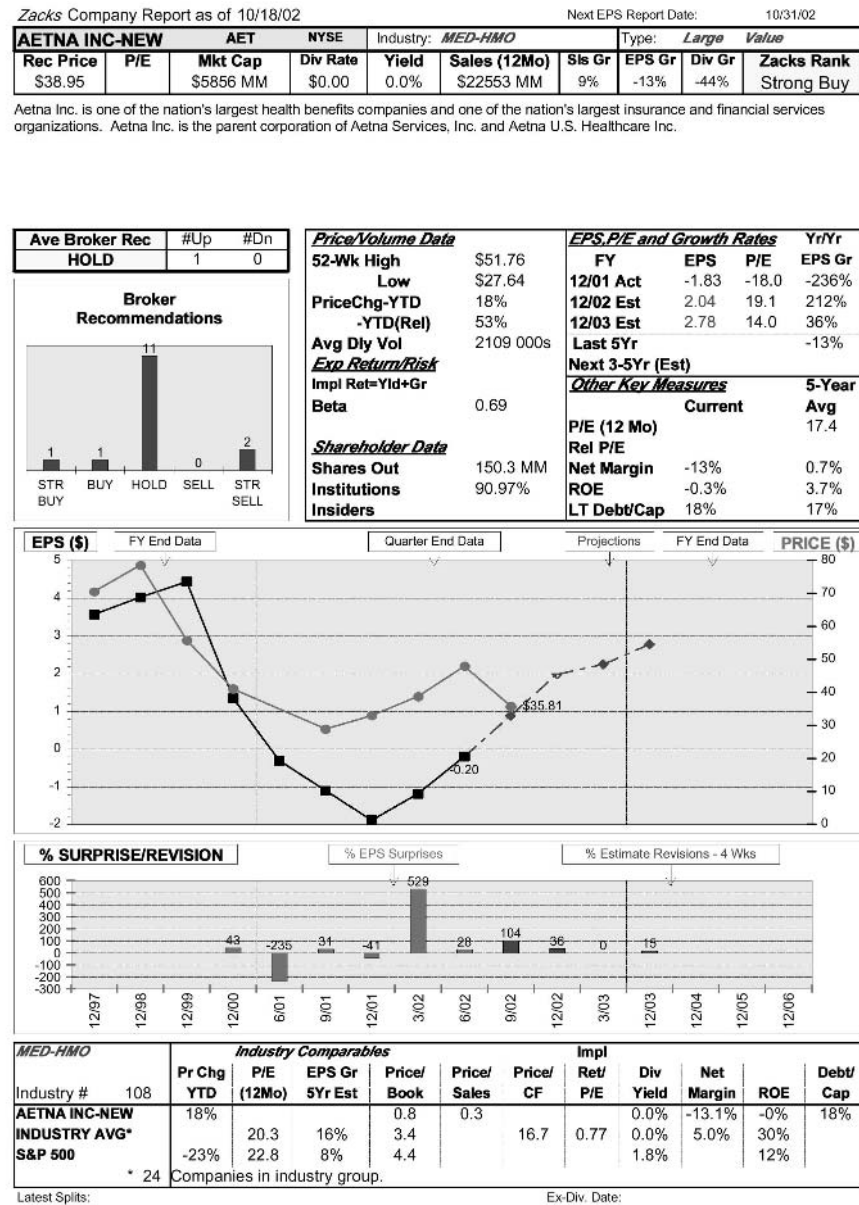 Zacks Company Report as of 10/18/02 Next EPS Report Date: 10/31/02
AETNA INC-NEW AET NYSE Industry: MED-HMO Type: Large Value
Rec Price P/E Mkt Cap Div Rate Yield Sales (12Mo) Sls Gr EPS Gr Div Gr Zacks Rank
$38.95 $5856 MM $0.00 0.0% $22553 MM 9% -13% -44% Strong Buy
Aetna Inc. is one of the nation's largest health benefits companies and one of the nation's largest insurance and financial services
organizations. Aetna Inc. is the parent corporation of Aetna Services, Inc. and Aetna U.S. Healthcare Inc.
Ave Broker Rec #Up #Dn
HOLD 1 0
Broker
Recommendations
11
1 1 0 2
STR BUY HOLD SELL STR
BUY SELL
Price/Volume Data
52-Wk High $51.76
Low $27.64
PriceChg-YTD 18%
-YTD(Rel) 53%
Avg Dly Vol 2109 000s
Exp Return/Risk
Impl Ret=Yld+Gr
Beta 0.69
Shareholder Data
Shares Out 150.3 MM
Institutions 90.97%
Insiders
EPS,P/E and Growth Rates Yr/Yr
FY EPS P/E EPS Gr
12/01 Act -1.83 -18.0 -236%
12/02 Est 2.04 19.1 212%
12/03 Est 2.78 14.0 36%
Last 5Yr -13%
Next 3-5Yr (Est)
Other Key Measures 5-Year
Current Avg
P/E (12 Mo) 17.4
Rel P/E
Net Margin -13% 0.7%
ROE -0.3% 3.7%
LT Debt/Cap 18% 17%
EPS ($) FY End Data Quarter End Data Projections FY End Data PRICE ($)
5 80
4 70
3 60
2 50
1 40
0 30
-1 20
-2 10
0
$35.81
-0.20
% SURPRISE/REVISION % EPS Surprises % Estimate Revisions - 4 Wks
600
500
400
300
200
100
0
-100
-200
-300
43 -235 31 -41 529 28 104 36 0 15
12/97 12/98 12/99 12/00 6/01 9/01 12/01 3/02 6/02 9/02 12/02 3/03 12/03 12/04 12/05 12/06
MED-HMO Industry Comparables Impl
Pr Chg P/E EPS Gr Price/ Price/ Price/ Ret/ Div Net Debt/
Industry # 108 YTD (12Mo) 5Yr Est Book Sales CF P/E Yield Margin ROE Cap
AETNA INC-NEW 18% 0.8 0.3 0.0% -13.1% -0% 18%
INDUSTRY AVG* 20.3 16% 3.4 16.7 0.77 0.0% 5.0% 30%
S&P 500 -23% 22.8 8% 4.4 1.8% 12%
* 24 Companies in industry group.
Latest Splits: Ex-Div. Date: